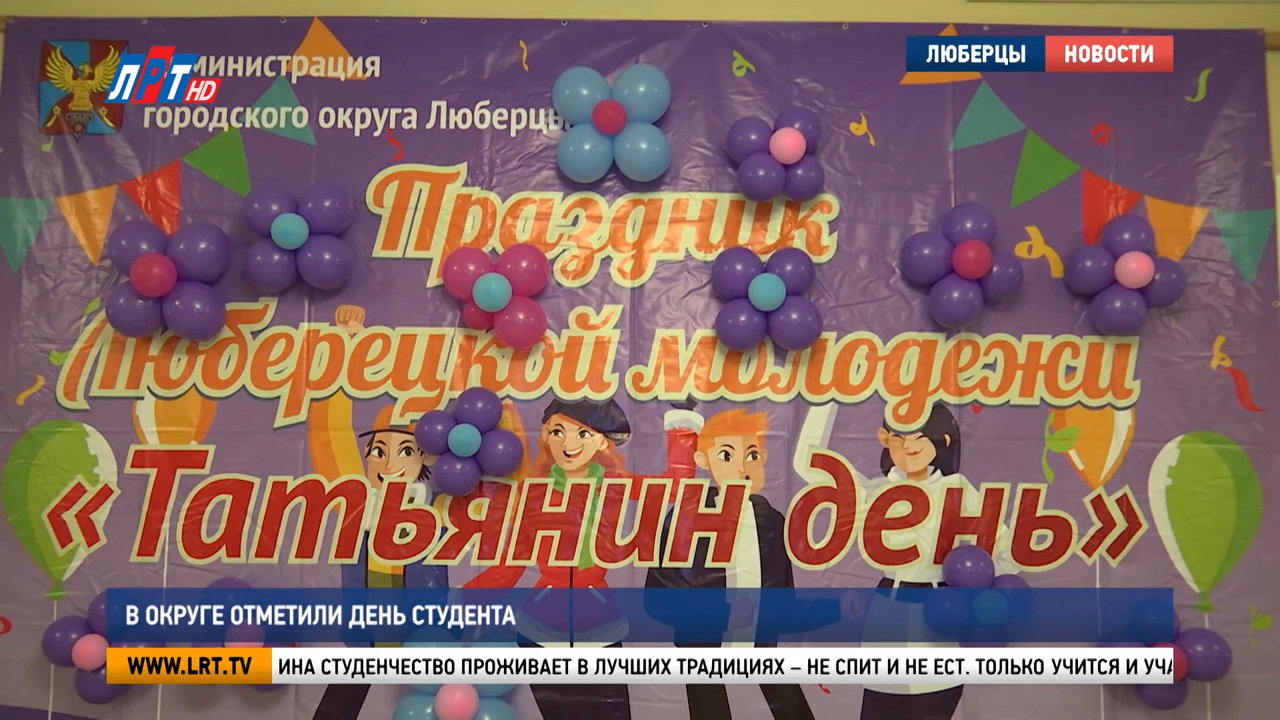 министрация
ЛРТ HD
ЛЮБЕРЦЫ НОВОСТИ
городского округа Люберцы
Праздник
Люберецкой молодежи
«Татьянин день»
В ОКРУГЕ ОТМЕТИЛИ ДЕНЬ СТУДЕНТА
WWW.LRT.TV ИНА СТУДЕНЧЕСТВО ПРОЖИВАЕТ В ЛУЧШИХ ТРАДИЦИЯХ – НЕ СПИТ И НЕ ЕСТ. ТОЛЬКО УЧИТСЯ И УЧА